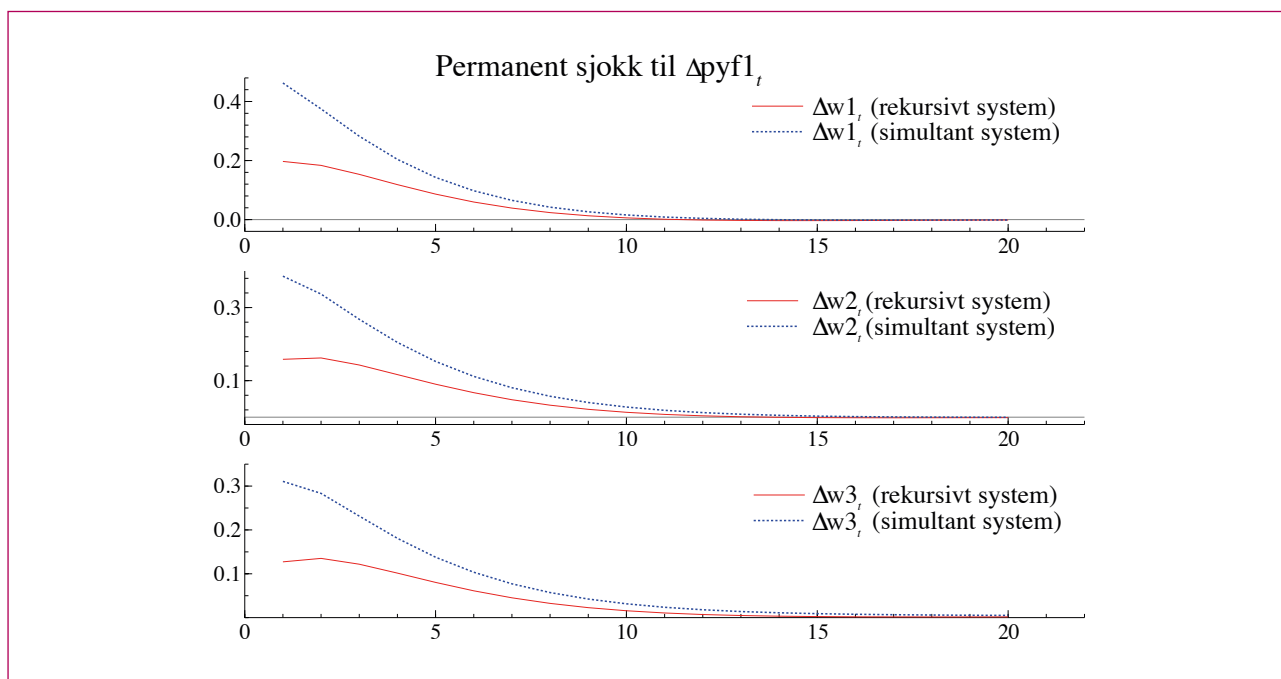 Permanent sjokk til Δpyf1t
Δw1t (rekursivt system)
Δw1t (simultant system)
0.4
0.2
0.0
0 5 10 15 20
Δw2t (rekursivt system)
Δw2t (simultant system)
0.3
0.1
0 5 10 15 20
Δw3t (rekursivt system)
Δw3t (simultant system)
0.3
0.2
0.1
0 5 10 15 20